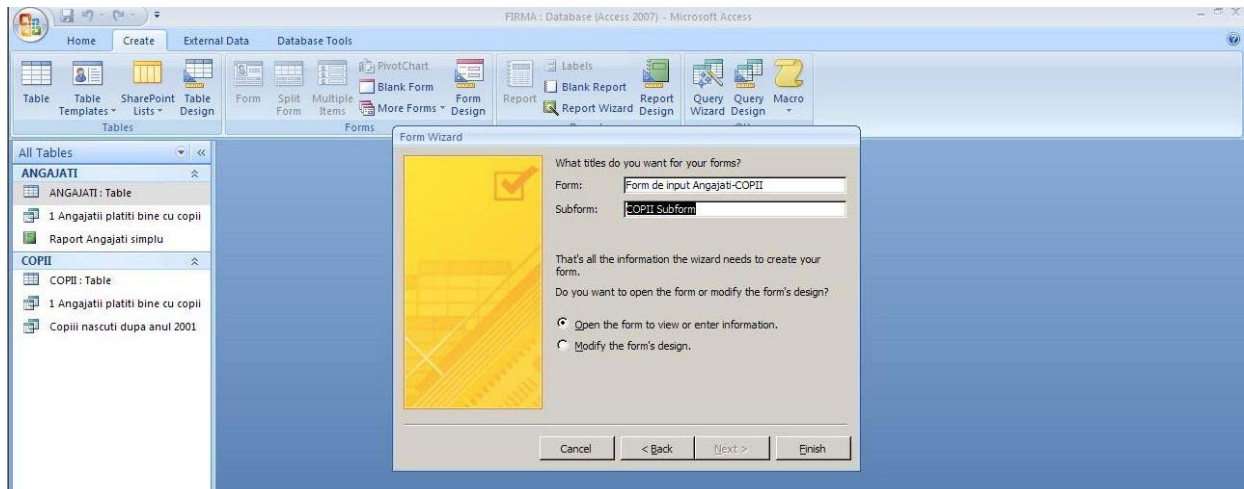 FIRMA : Database (Access 2007) - Microsoft Access
Home Create External Data Database Tools
Table
Table Templates
SharePoint Lists
Table Design
Tables
Form
Split Form
Multiple Items
PivotChart
Blank Form
More Forms
Form Design
Forms
Report
Labels
Blank Report
Report Wizard
Report Design
Query Wizard
Query Design
Macro
All Tables
ANGAJATI
ANGAJATI : Table
1 Angajatii platiti bine cu copii
Raport Angajati simplu
COPII
COPII : Table
1 Angajatii platiti bine cu copii
Copiii nascuti dupa anul 2001
Form Wizard
What titles do you want for your forms?
Form: Form de input Angajati-COPII
Subform: COPII Subform
That's all the information the wizard needs to create your
form.
Do you want to open the form or modify the form's design?
Open the form to view or enter information.
Modify the form's design.
Cancel < Back Next > Finish